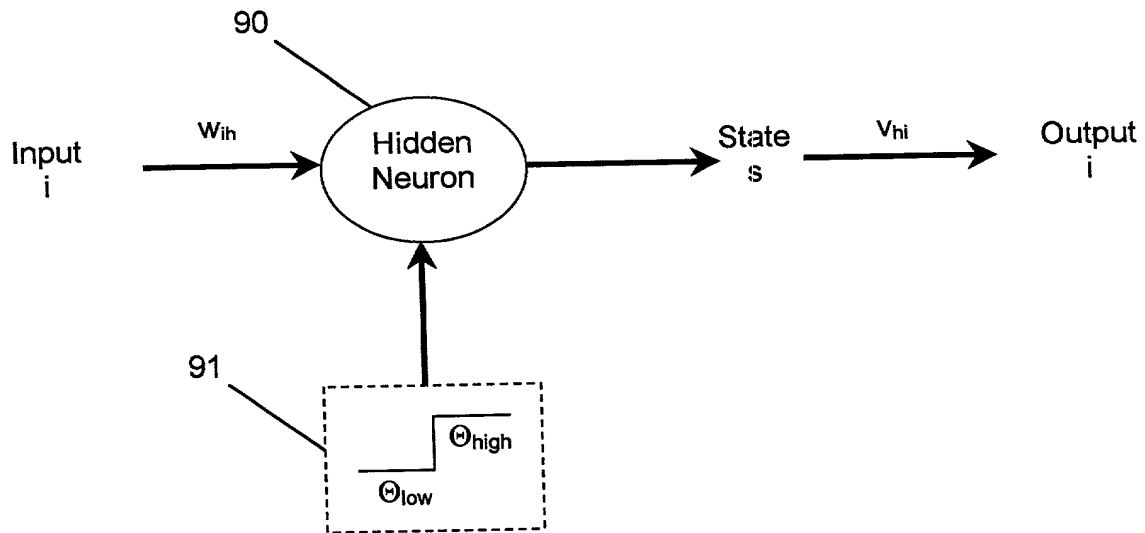 90
Input
i
wih
Hidden
Neuron
State
s
vhi
Output
i
91
Θhigh
Θlow